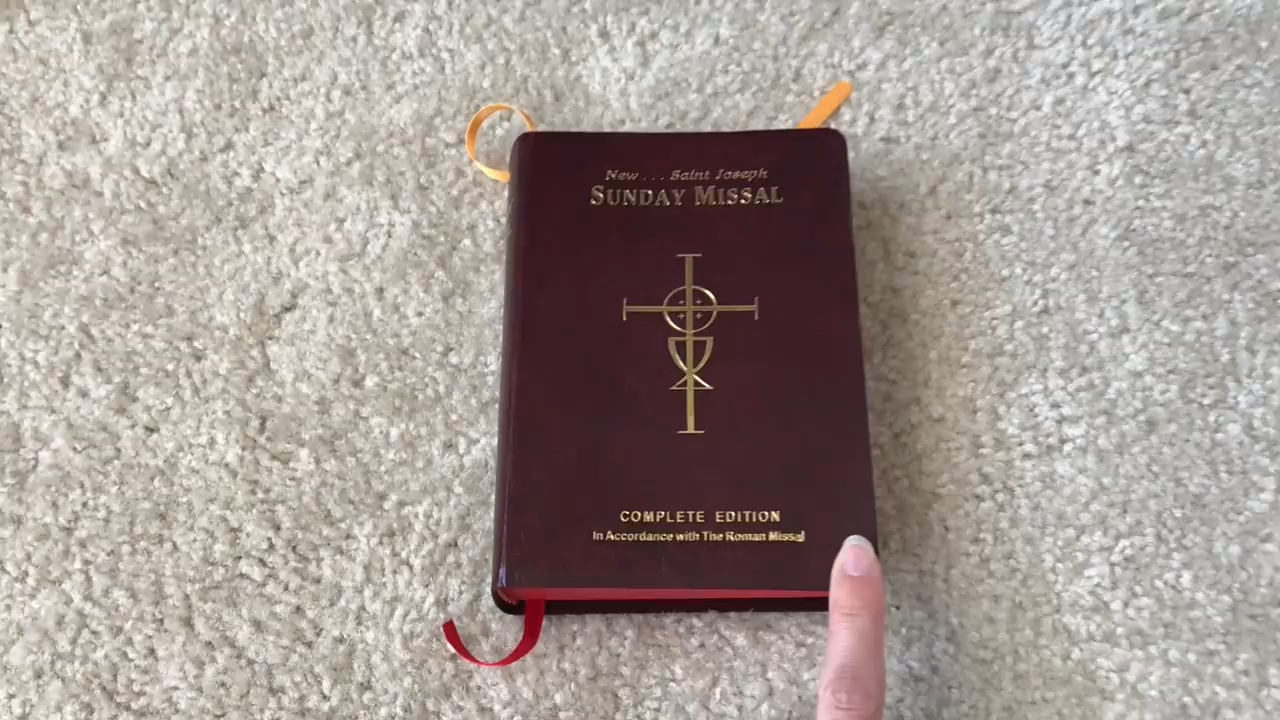 New... Saint Joseph
SUNDAY MISSAL
COMPLETE EDITION
In Accordance with The Roman Missal